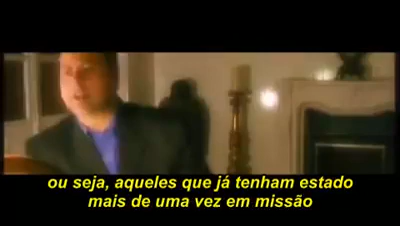 ou seja, aqueles que já tenham estado
mais de uma vez em missão